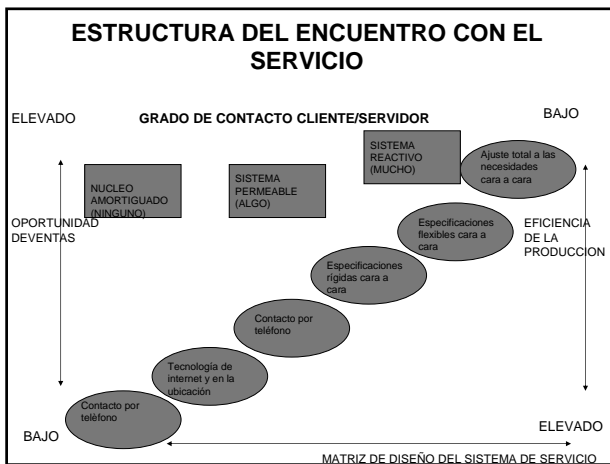 ESTRUCTURA DEL ENCUENTRO CON EL
SERVICIO
ELEVADO
GRADO DE CONTACTO CLIENTE/SERVIDOR
BAJO
NUCLEO
AMORTIGUADO
(NINGUNO)
SISTEMA
PERMEABLE
(ALGO)
SISTEMA
REACTIVO
(MUCHO)
Ajuste total a las
necesidades
cara a cara
OPORTUNIDAD
DEVENTAS
Especificaciones
flexibles cara a
cara
EFICIENCIA
DE LA
PRODUCCION
Especificaciones
rígidas cara a
cara
Contacto por
teléfono
Tecnología de
internet y en la
ubicación
Contacto por
telèfono
BAJO
ELEVADO
MATRIZ DE DISEÑO DEL SISTEMA DE SERVICIO